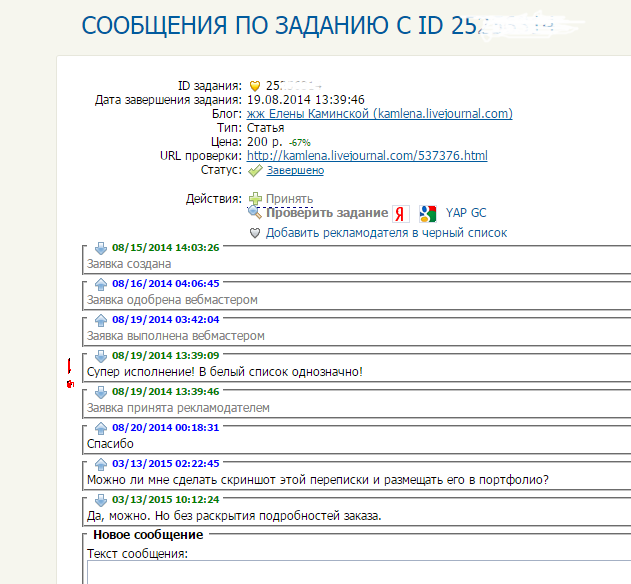 СООБЩЕНИЯ ПО ЗАДАНИЮ С ID 25
ID задания: 25
Дата завершения задания: 19.08.2014 13:39:46
Блог: жж Елены Каминской (kamlena.livejournal.com)
Тип: Статья
Цена: 200 р. -67%
URL проверки: http://kamlena.livejournal.com/537376.html
Статус: Завершено
Действия: Принять
Проверить задание Я g YAP GC
Добавить рекламодателя в черный список
08/15/2014 14:03:26
Заявка создана
08/16/2014 04:06:45
Заявка одобрена вебмастером
08/19/2014 03:42:04
Заявка выполнена вебмастером
08/19/2014 13:39:09
Супер исполнение! В белый список однозначно!
08/19/2014 13:39:46
Заявка принята рекламодателем
08/20/2014 00:18:31
Спасибо
03/13/2015 02:22:45
Можно ли мне сделать скриншот этой переписки и размещать его в портфолио?
03/13/2015 10:12:24
Да, можно. Но без раскрытия подробностей заказа.
Новое сообщение
Текст сообщения: